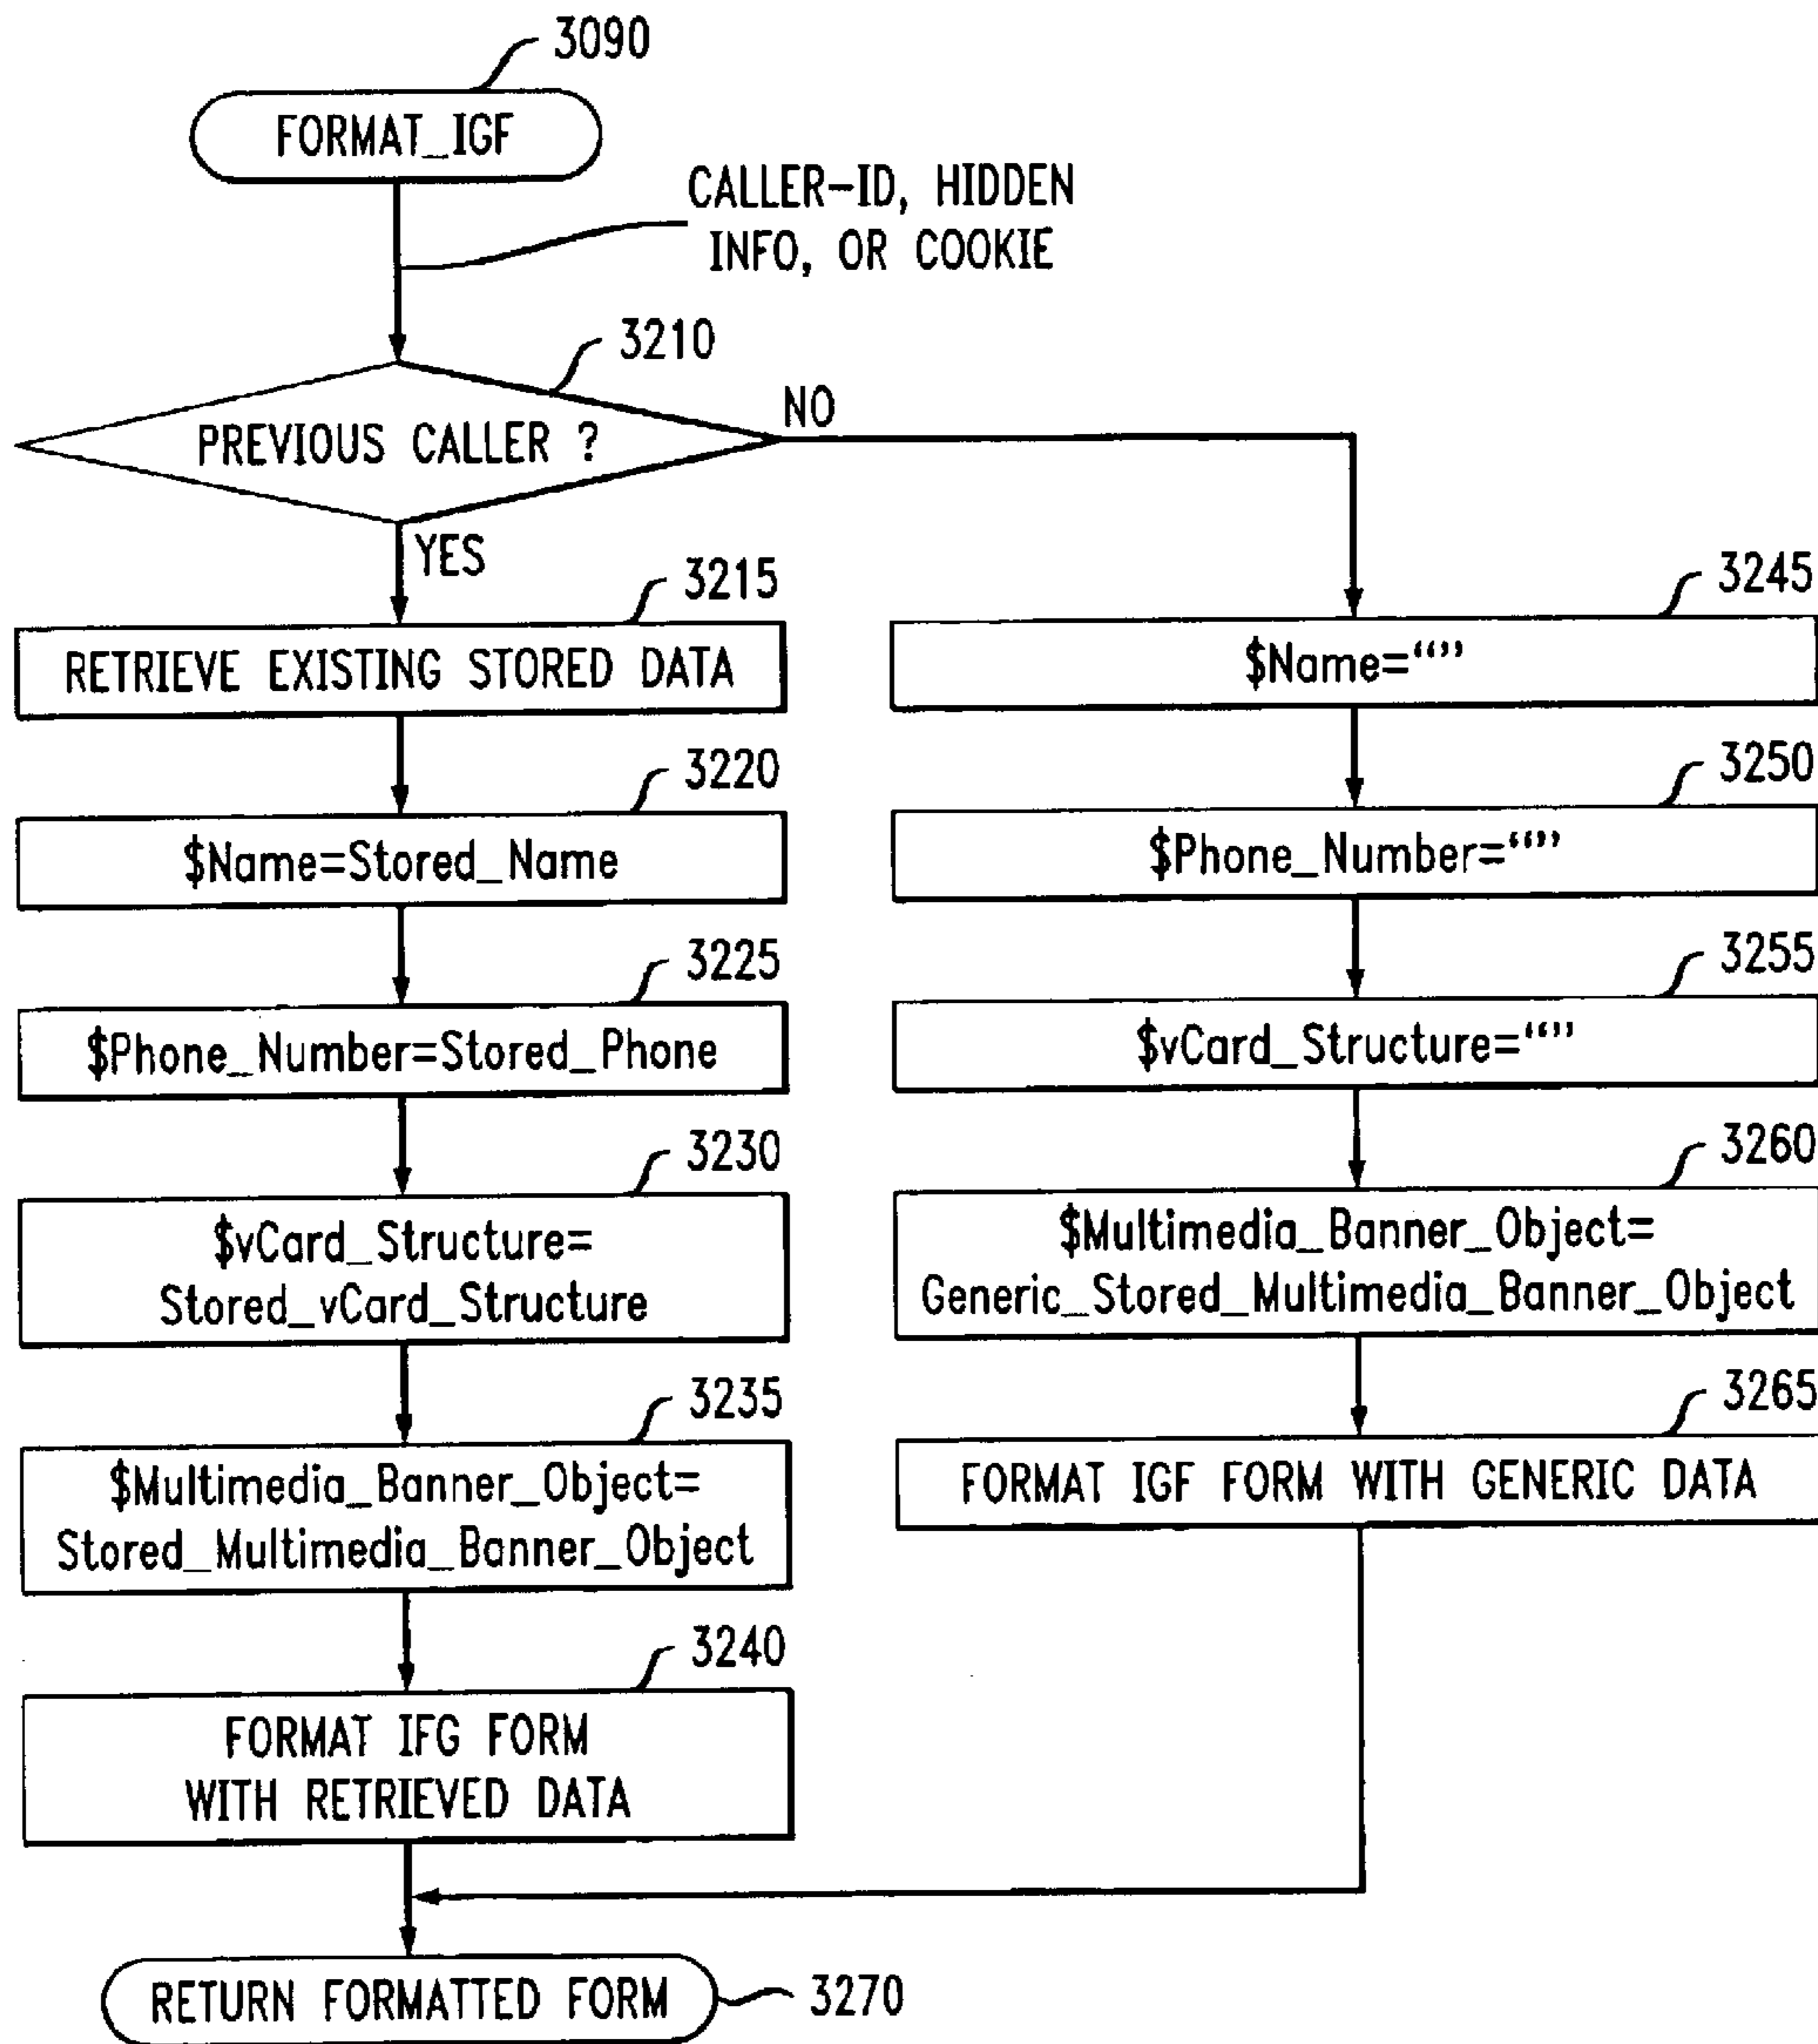 3090
FORMAT_IGF
CALLER-ID, HIDDEN
INFO, OR COOKIE
3210
PREVIOUS CALLER ?
NO
YES
3215
RETRIEVE EXISTING STORED DATA
3220
$Name=Stored_Name
3225
$Phone_Number=Stored_Phone
3230
$vCard_Structure=
Stored_vCard_Structure
3235
$Multimedia_Banner_Object=
Stored_Multimedia_Banner_Object
3240
FORMAT IFG FORM
WITH RETRIEVED DATA
3245
$Name=“”
3250
$Phone_Number=“”
3255
$vCard_Structure=“”
3260
$Multimedia_Banner_Object=
Generic_Stored_Multimedia_Banner_Object
3265
FORMAT IGF FORM WITH GENERIC DATA
RETURN FORMATTED FORM
3270